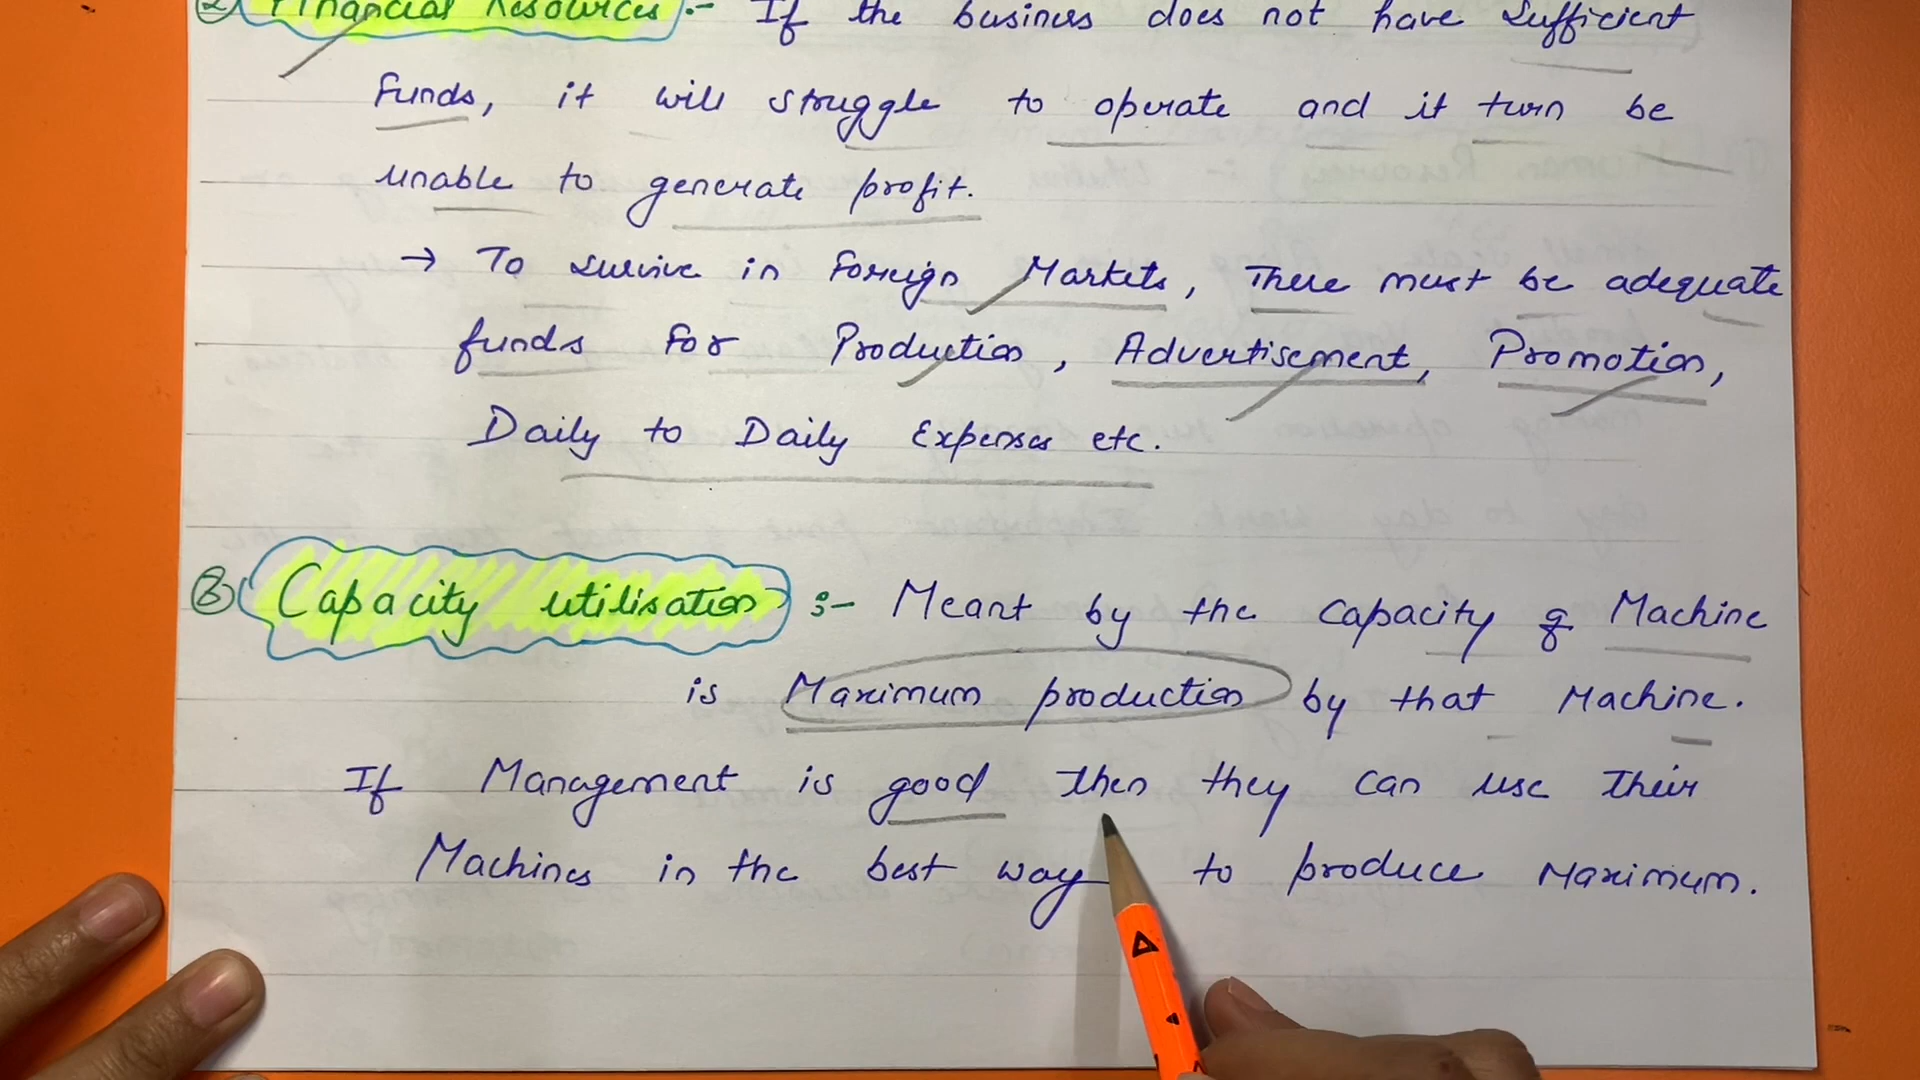 ② Financial Resources :- If the business does not have sufficient
funds, it will struggle to operate and it turn be
unable to generate profit.
→ To survive in Foreign Markets, There must be adequate
funds for Production, Advertisement, Promotion,
Daily to Daily Expenses etc.
③ Capacity utilisation :- Meant by the capacity of Machine
is Maximum production by that Machine.
If Management is good then they can use their
Machines in the best way to produce Maximum.